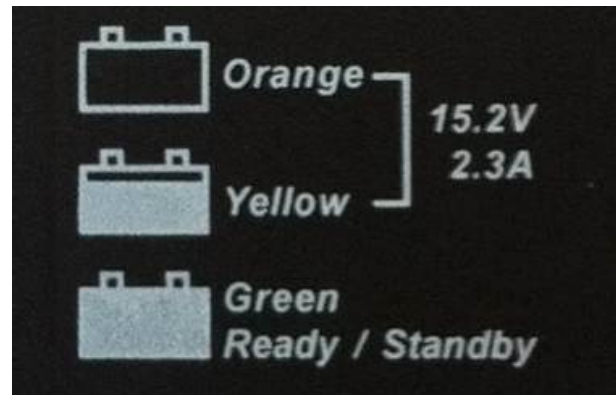 Orange
15.2V
2.3A
Yellow
Green
Ready / Standby